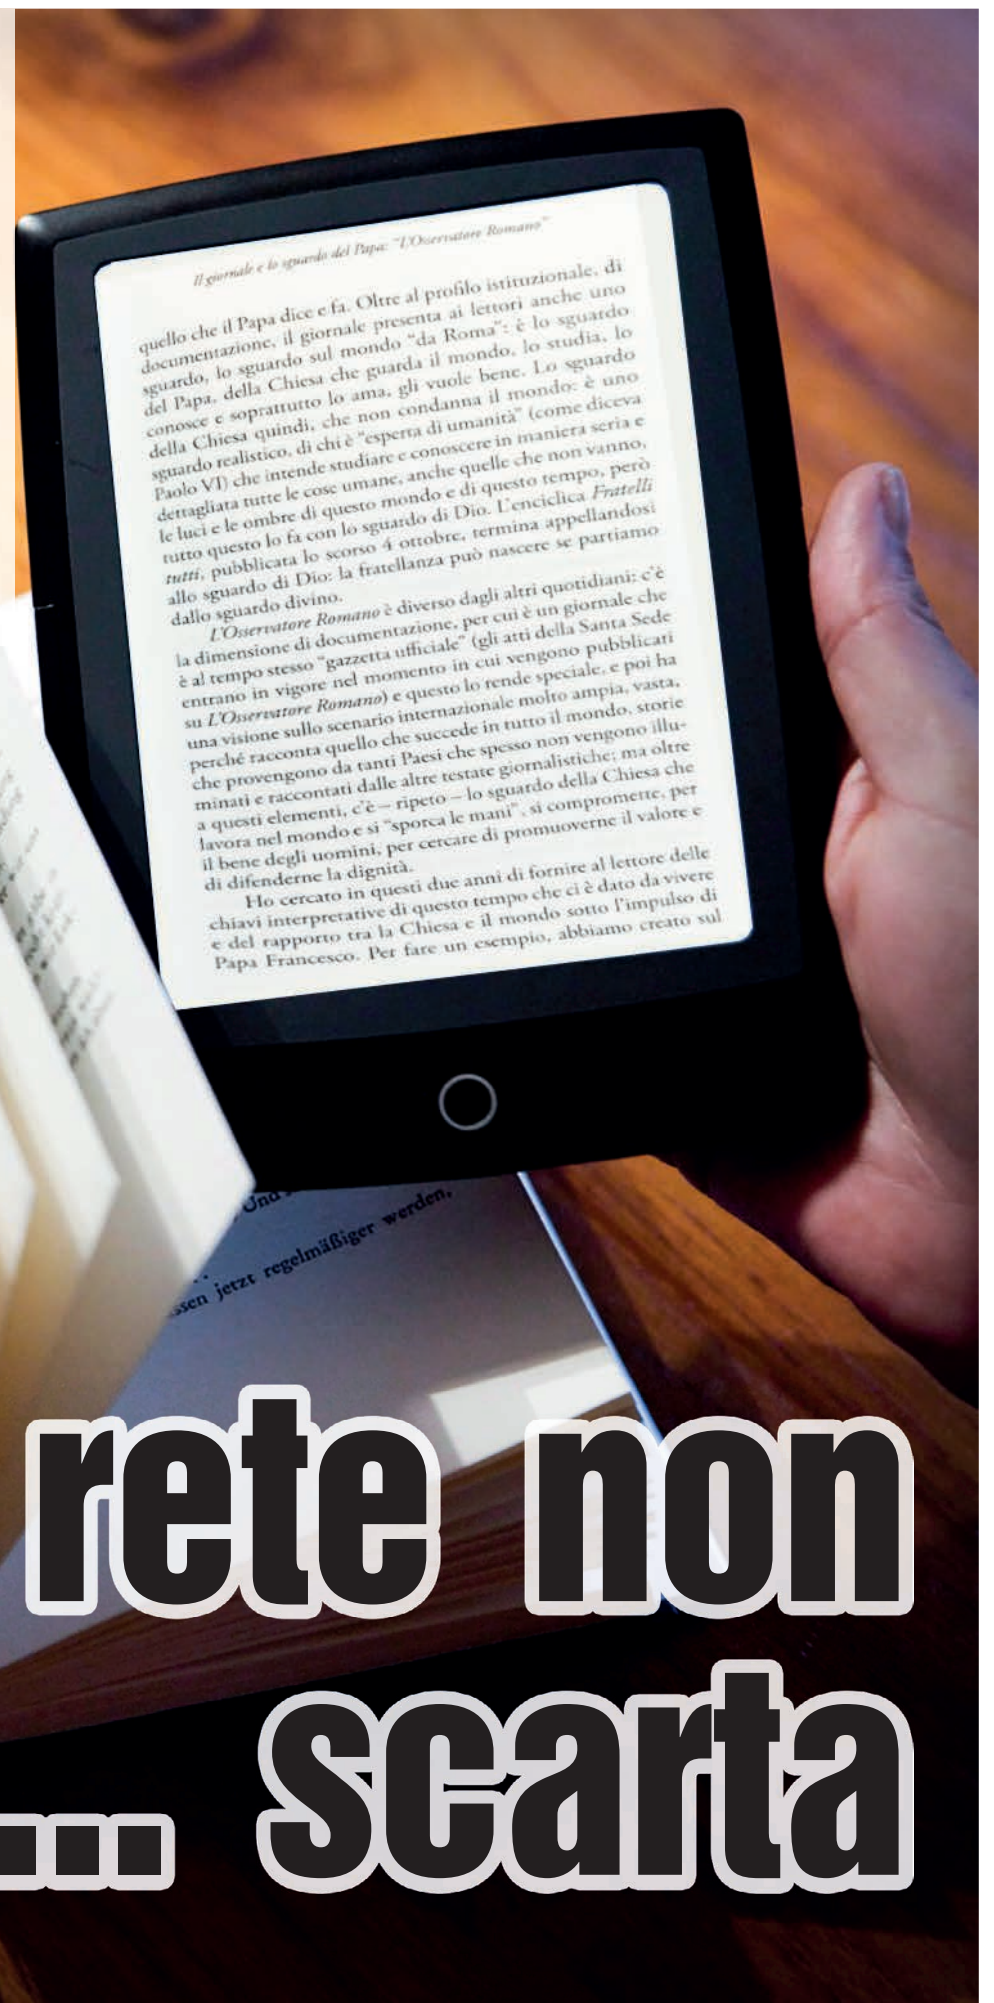 Il giornale e lo sguardo del Papa: “L’Osservatore Romano”
quello che il Papa dice e fa. Oltre al profilo istituzionale, di
documentazione, il giornale presenta ai lettori anche uno
sguardo, lo sguardo sul mondo “da Roma”: è lo sguardo
del Papa, della Chiesa che guarda il mondo, lo studia, lo
conosce e soprattutto lo ama, gli vuole bene. Lo sguardo
della Chiesa quindi, che non condanna il mondo: è uno
sguardo realistico, di chi è “esperta di umanità” (come diceva
Paolo VI) che intende studiare e conoscere in maniera seria e
dettagliata tutte le cose umane, anche quelle che non vanno,
le luci e le ombre di questo mondo e di questo tempo, però
tutto questo lo fa con lo sguardo di Dio. L’enciclica Fratelli
tutti, pubblicata lo scorso 4 ottobre, termina appellandosi
allo sguardo di Dio: la fratellanza può nascere se partiamo
dallo sguardo divino.
L’Osservatore Romano è diverso dagli altri quotidiani: c’è
la dimensione di documentazione, per cui è un giornale che
è al tempo stesso “gazzetta ufficiale” (gli atti della Santa Sede
entrano in vigore nel momento in cui vengono pubblicati
su L’Osservatore Romano) e questo lo rende speciale, e poi ha
una visione sullo scenario internazionale molto ampia, vasta,
perché racconta quello che succede in tutto il mondo, storie
che provengono da tanti Paesi che spesso non vengono illu-
minati e raccontati dalle altre testate giornalistiche; ma oltre
a questi elementi, c’è – ripeto – lo sguardo della Chiesa che
lavora nel mondo e si “sporca le mani”, si compromette, per
il bene degli uomini, per cercare di promuoverne il valore e
di difenderne la dignità.
Ho cercato in questi due anni di fornire al lettore delle
chiavi interpretative di questo tempo che ci è dato da vivere
e del rapporto tra la Chiesa e il mondo sotto l’impulso di
Papa Francesco. Per fare un esempio, abbiamo creato sul
Und
ssen jetzt regelmäßiger werden,
rete non
... scarta